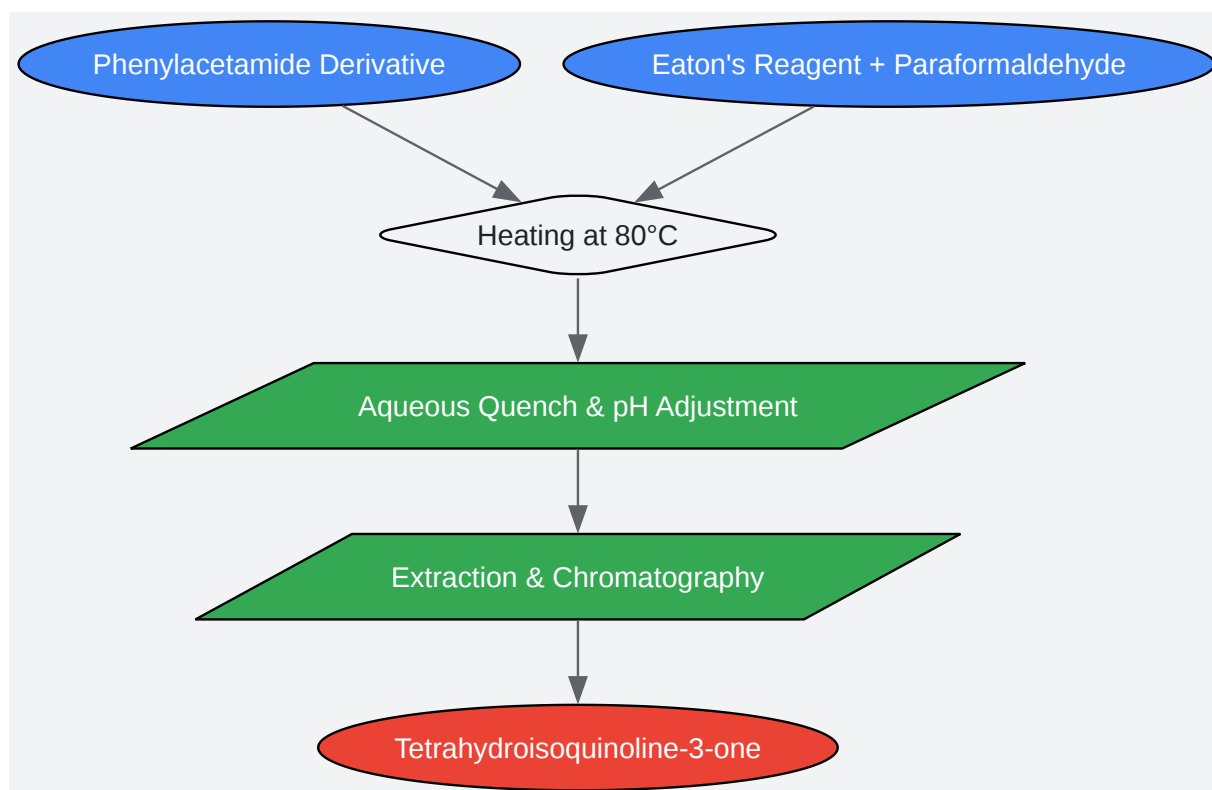 Phenylacetamide Derivative
Eaton's Reagent + Paraformaldehyde
Heating at 80°C
Aqueous Quench & pH Adjustment
Extraction & Chromatography
Tetrahydroisoquinoline-3-one